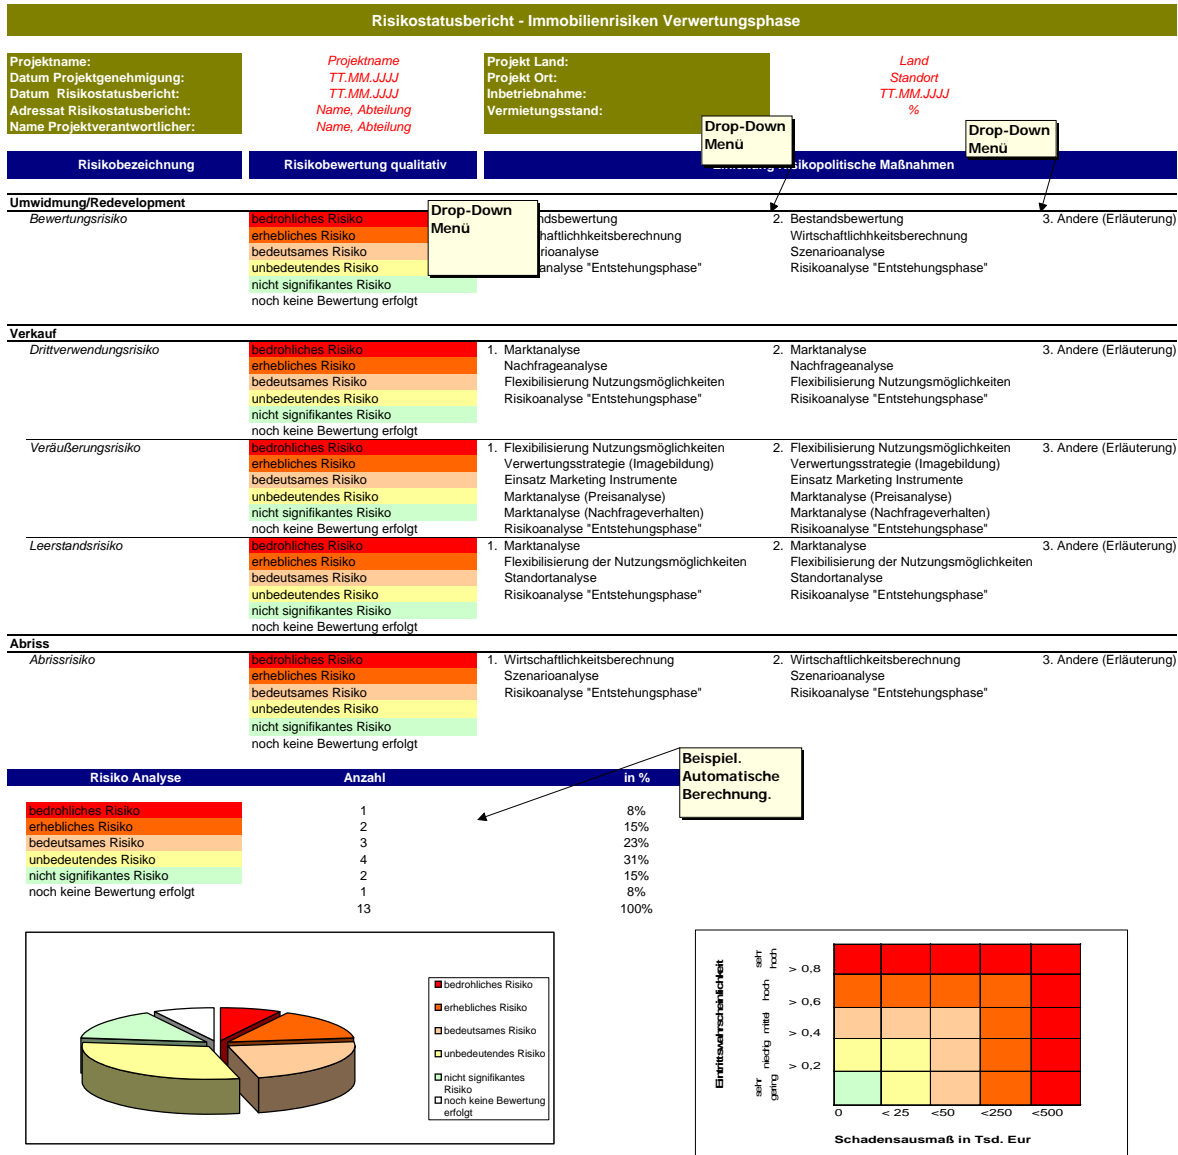 Risikostatusbericht - Immobilienrisiken Verwertungsphase
Projektname: Projektname Projekt Land: Land
Datum Projektgenehmigung: TT.MM.JJJJ Projekt Ort: Standort
Datum Risikostatusbericht: TT.MM.JJJJ Inbetriebnahme: TT.MM.JJJJ
Adressat Risikostatusbericht: Name, Abteilung Vermietungsstand: %
Name Projektverantwortlicher: Name, Abteilung
Drop-Down
Menü
Drop-Down
Menü
Risikobezeichnung Risikobewertung qualitativ sikopolitische Maßnahmen
Umwidmung/Redevelopment
Drop-Down
Menü
Bewertungsrisiko bedrohliches Risiko ndsbewertung 2. Bestandsbewertung 3. Andere (Erläuterung)
erhebliches Risiko haftlichhkeitsberechnung Wirtschaftlichhkeitsberechnung
bedeutsames Risiko rioanalyse Szenarioanalyse
unbedeutendes Risiko analyse "Entstehungsphase" Risikoanalyse "Entstehungsphase"
nicht signifikantes Risiko
noch keine Bewertung erfolgt
Verkauf
Drittverwendungsrisiko bedrohliches Risiko 1. Marktanalyse 2. Marktanalyse 3. Andere (Erläuterung)
erhebliches Risiko Nachfrageanalyse Nachfrageanalyse
bedeutsames Risiko Flexibilisierung Nutzungsmöglichkeiten Flexibilisierung Nutzungsmöglichkeiten
unbedeutendes Risiko Risikoanalyse "Entstehungsphase" Risikoanalyse "Entstehungsphase"
nicht signifikantes Risiko
noch keine Bewertung erfolgt
Veräußerungsrisiko bedrohliches Risiko 1. Flexibilisierung Nutzungsmöglichkeiten 2. Flexibilisierung Nutzungsmöglichkeiten 3. Andere (Erläuterung)
erhebliches Risiko Verwertungsstrategie (Imagebildung) Verwertungsstrategie (Imagebildung)
bedeutsames Risiko Einsatz Marketing Instrumente Einsatz Marketing Instrumente
unbedeutendes Risiko Marktanalyse (Preisanalyse) Marktanalyse (Preisanalyse)
nicht signifikantes Risiko Marktanalyse (Nachfrageverhalten) Marktanalyse (Nachfrageverhalten)
noch keine Bewertung erfolgt Risikoanalyse "Entstehungsphase" Risikoanalyse "Entstehungsphase"
Leerstandsrisiko bedrohliches Risiko 1. Marktanalyse 2. Marktanalyse 3. Andere (Erläuterung)
erhebliches Risiko Flexibilisierung der Nutzungsmöglichkeiten Flexibilisierung der Nutzungsmöglichkeiten
bedeutsames Risiko Standortanalyse Standortanalyse
unbedeutendes Risiko Risikoanalyse "Entstehungsphase" Risikoanalyse "Entstehungsphase"
nicht signifikantes Risiko
noch keine Bewertung erfolgt
Abriss
Abrissrisiko bedrohliches Risiko 1. Wirtschaftlichkeitsberechnung 2. Wirtschaftlichkeitsberechnung 3. Andere (Erläuterung)
erhebliches Risiko Szenarioanalyse Szenarioanalyse
bedeutsames Risiko Risikoanalyse "Entstehungsphase" Risikoanalyse "Entstehungsphase"
unbedeutendes Risiko
nicht signifikantes Risiko
noch keine Bewertung erfolgt
Beispiel.
Automatische
Berechnung.
Risiko Analyse Anzahl in %
bedrohliches Risiko 1 8%
erhebliches Risiko 2 15%
bedeutsames Risiko 3 23%
unbedeutendes Risiko 4 31%
nicht signifikantes Risiko 2 15%
noch keine Bewertung erfolgt 1 8%
13 100%
bedrohliches Risiko
erhebliches Risiko
bedeutsames Risiko
unbedeutendes Risiko
nicht signifikantes
Risiko
noch keine Bewertung
erfolgt
Eintrittswahrscheinlichkeit
sehr hoch
hoch
mittel
niedrig
sehr gering
> 0,8
> 0,6
> 0,4
> 0,2
0 < 25 <50 <250 <500
Schadensausmaß in Tsd. Eur